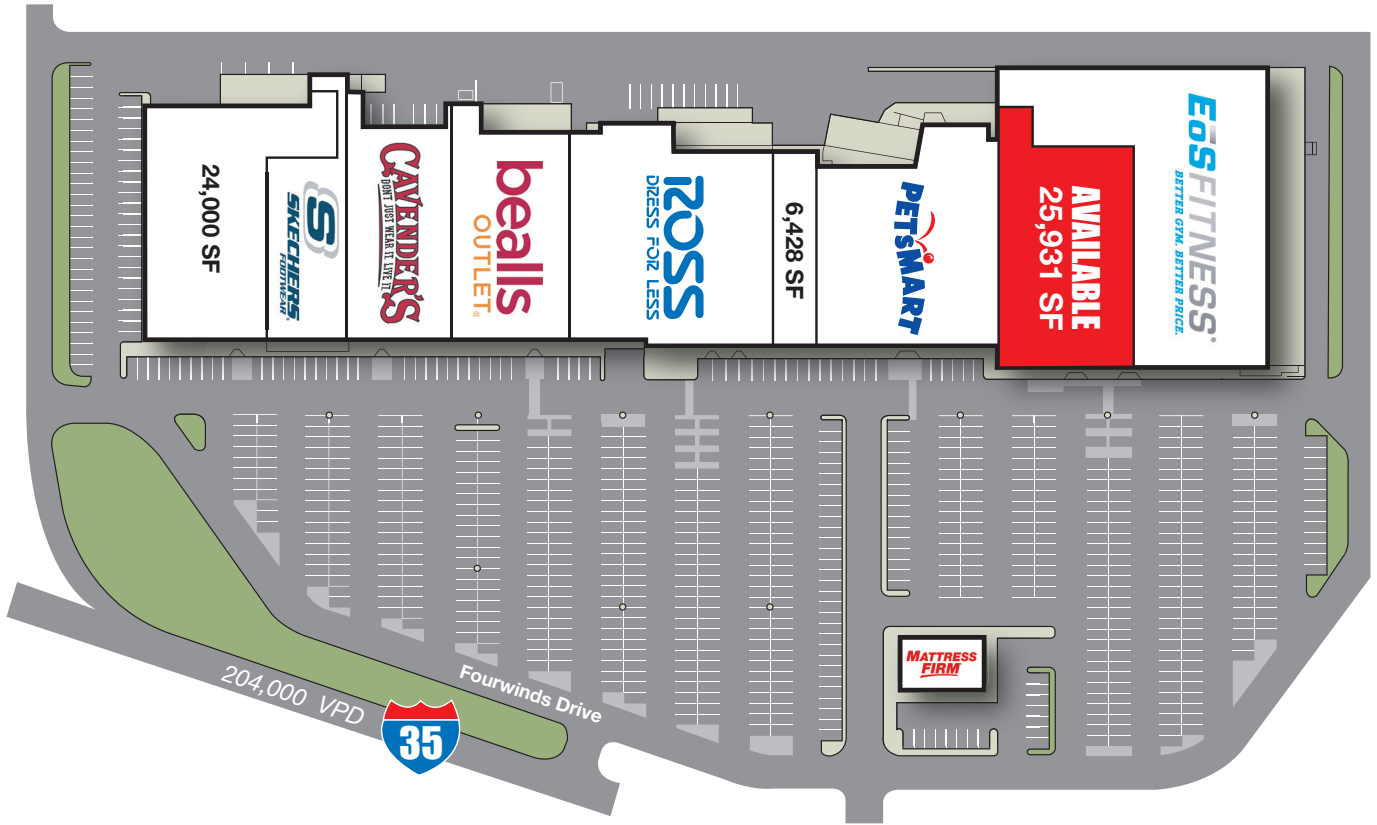 24,000 SF
S
SKECHERS
FOOTWEAR
CAVENDER'S
DON'T JUST WEAR IT, LIVE IT.
bealls
OUTLET®
ROSS
DRESS FOR LESS
6,428 SF
PETSMART
AVAILABLE
25,931 SF
EōS FITNESS®
BETTER GYM. BETTER PRICE.
MATTRESS
FIRM
Fourwinds Drive
204,000 VPD
35